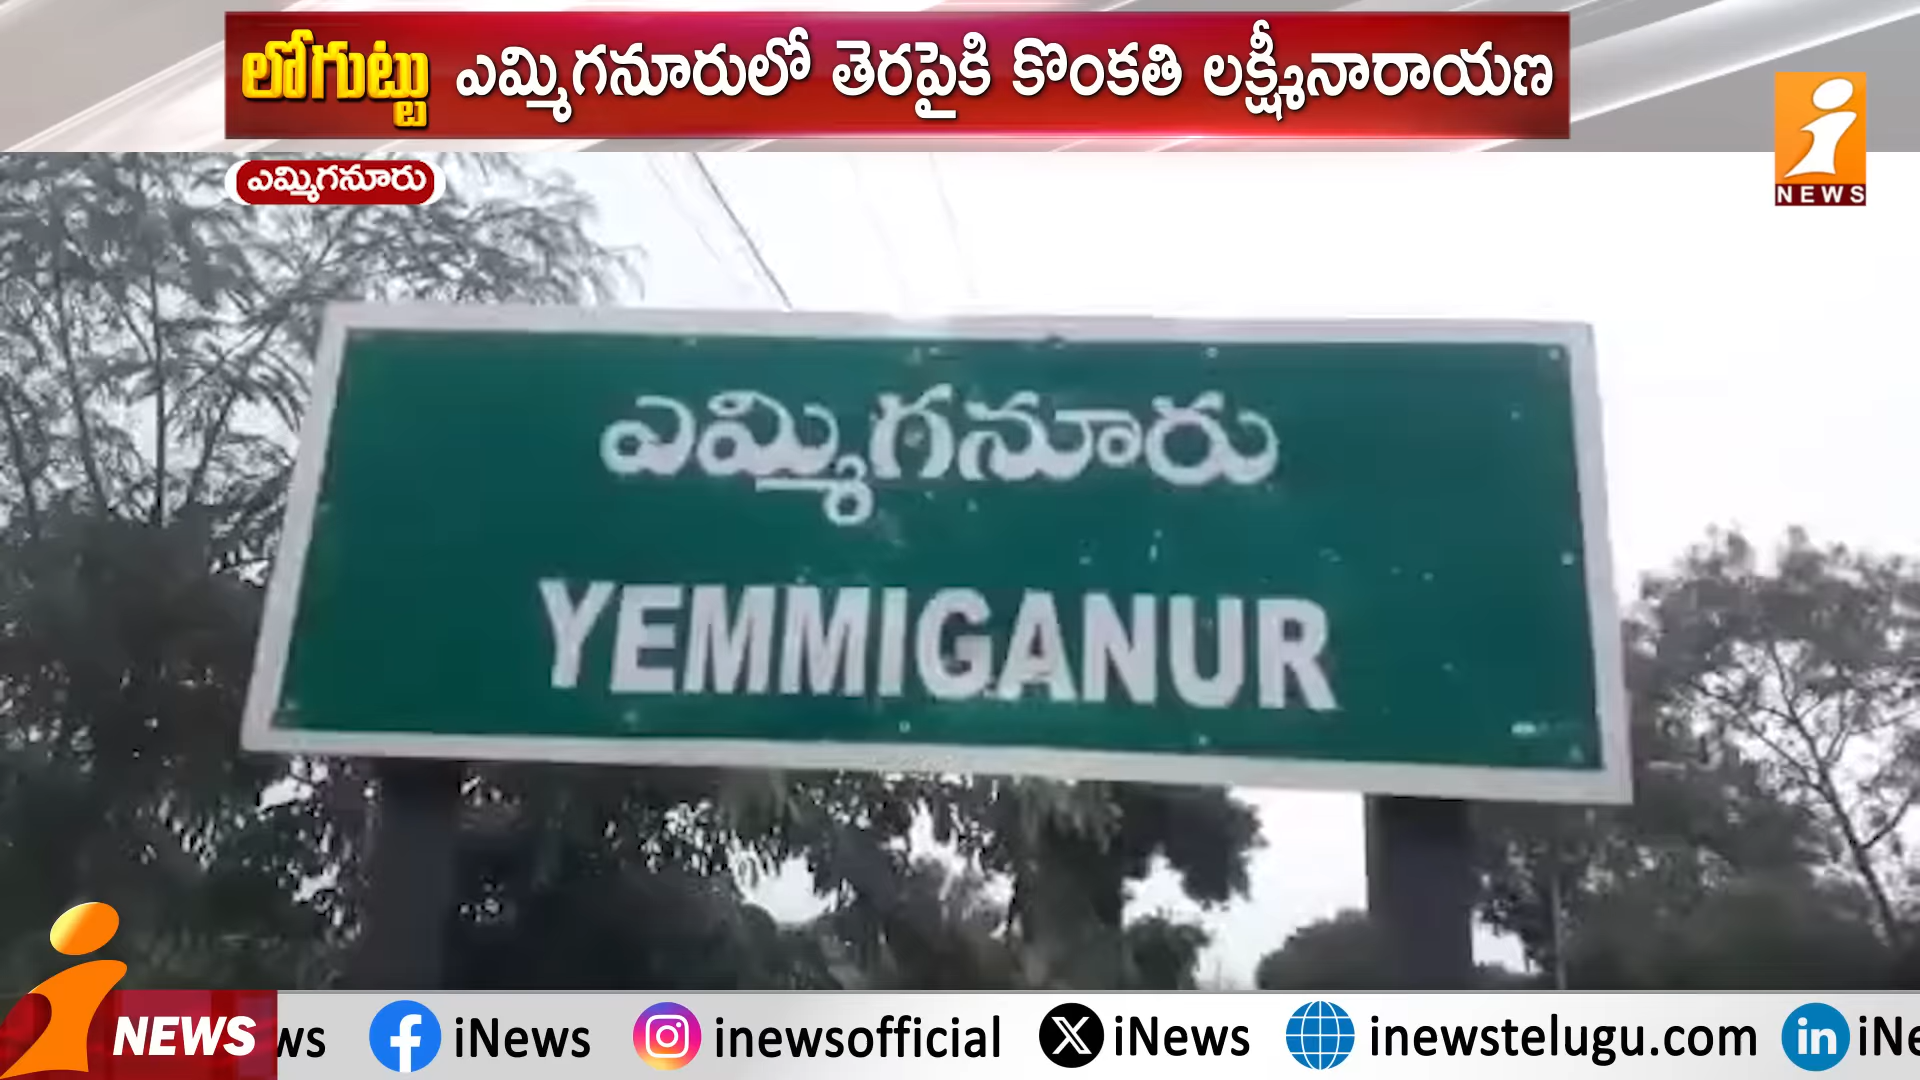 లోగుట్టు ఎమ్మిగనూరులో తెరపైకి కొంకతి లక్ష్మీనారాయణ
i NEWS
ఎమ్మిగనూరు
ఎమ్మిగనూరు
YEMMIGANUR
i NEWS ws iNews inewsofficial iNews inewstelugu.com iNe